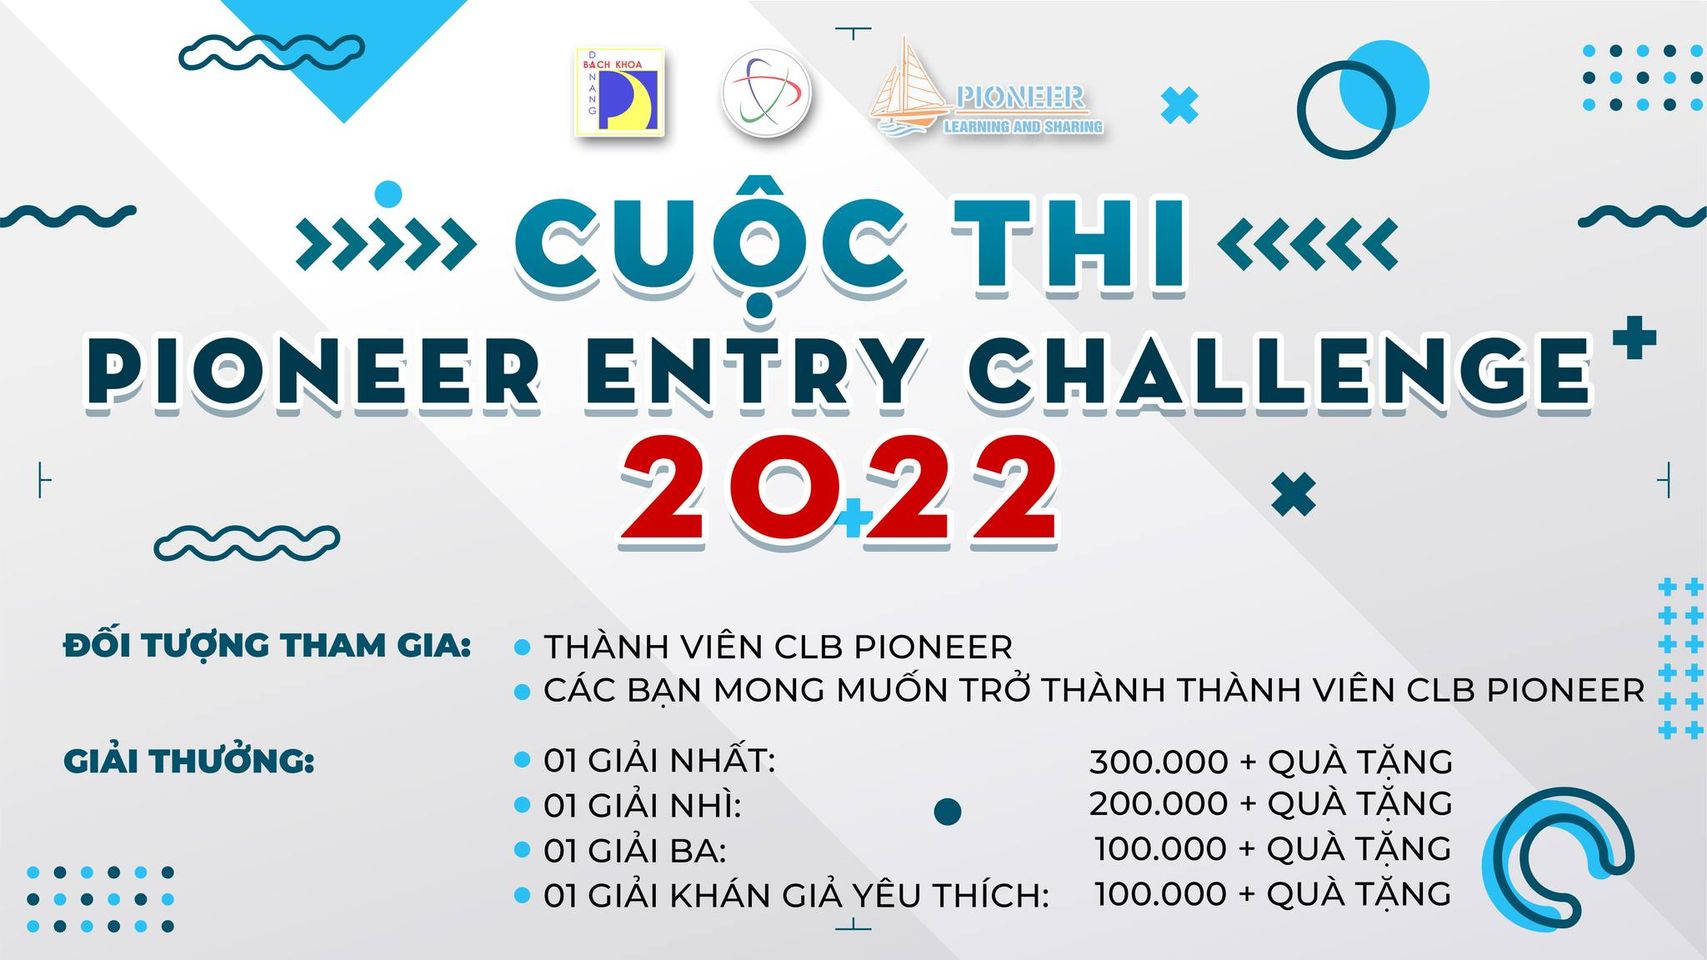 DANANG
BÁCH KHOA
PIONEER
LEARNING AND SHARING
CUỘC THI
PIONEER ENTRY CHALLENGE
2022
ĐỐI TƯỢNG THAM GIA:
THÀNH VIÊN CLB PIONEER
CÁC BẠN MONG MUỐN TRỞ THÀNH THÀNH VIÊN CLB PIONEER
GIẢI THƯỞNG:
01 GIẢI NHẤT: 300.000 + QUÀ TẶNG
01 GIẢI NHÌ: 200.000 + QUÀ TẶNG
01 GIẢI BA: 100.000 + QUÀ TẶNG
01 GIẢI KHÁN GIẢ YÊU THÍCH: 100.000 + QUÀ TẶNG